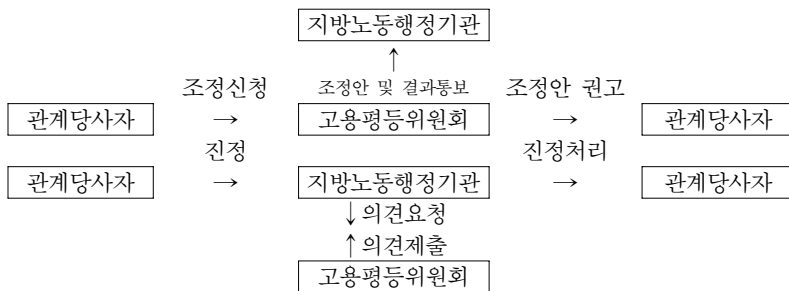 지방노동행정기관
↑
조정신청 조정안 및 결과통보 조정안 권고
관계당사자 → 고용평등위원회 → 관계당사자
진정 진정처리
관계당사자 → 지방노동행정기관 → 관계당사자
↓의견요청
↑의견제출
고용평등위원회